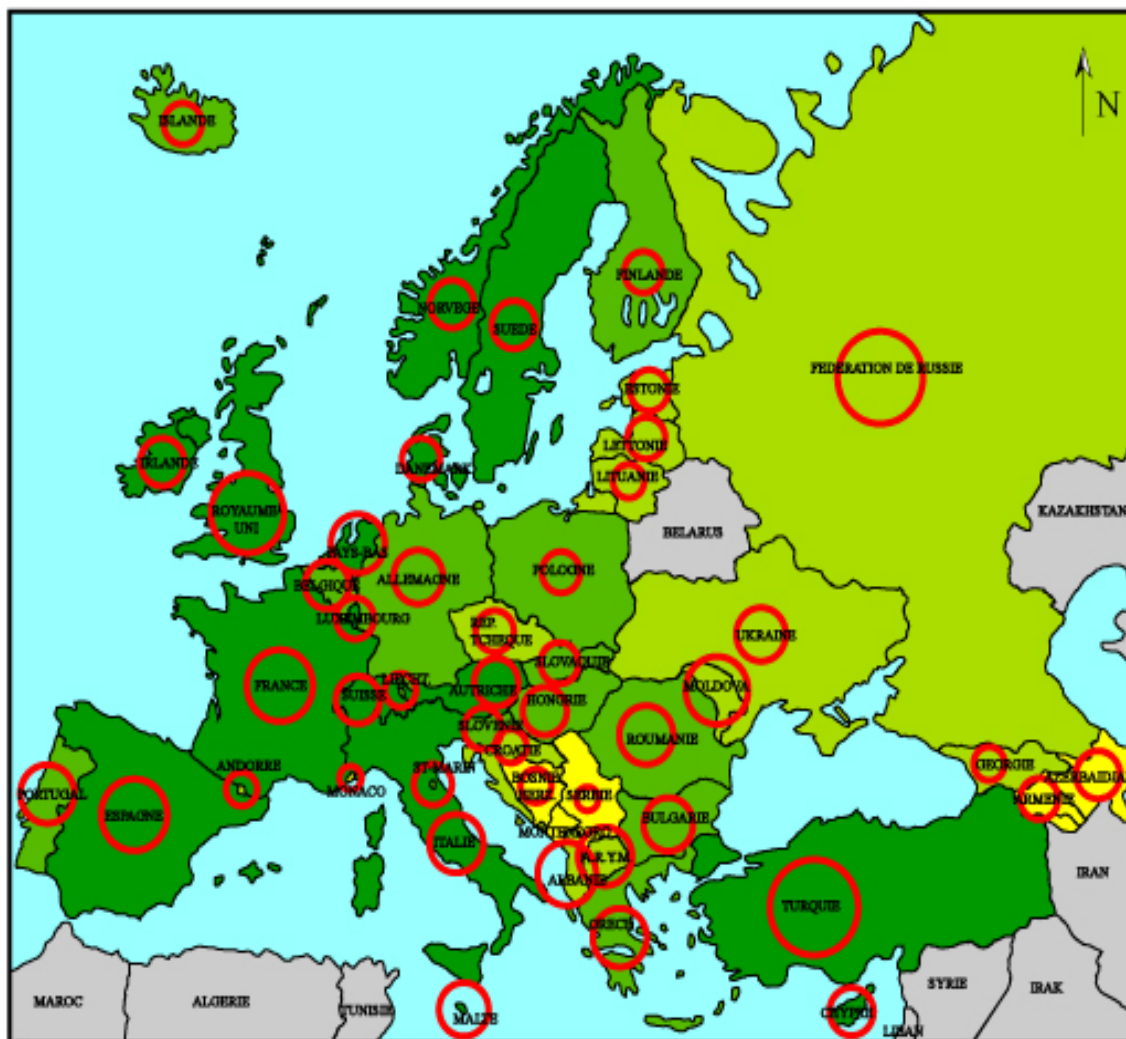 N
ISLANDE
FINLANDE
NORVEGE
SUEDE
FEDERATION DE RUSSIE
ESTONIE
LETTONIE
LITUANIE
DANEMARK
IRLANDE
ROYAUME
UNI
BELARUS
KAZAKHSTAN
PAYS-BAS
BELGIQUE
ALLEMAGNE
POLOGNE
LUXEMBOURG
REP.
TCHEQUE
UKRAINE
SLOVAQUIE
FRANCE
SUISSE
LIECHT
AUTRICHE
HONGRIE
MOLDOVA
SLOVENIE
CROATIE
ROUMANIE
ANDORRE
MONACO
ST-MARIN
BOSNIE
HERZ.
SERBIE
GEORGIE
AZERBAIDJAN
ARMENIE
PORTUGAL
ESPAGNE
ITALIE
MONTENEGRO
BULGARIE
A.R.Y.M
ALBANIE
GRECE
TURQUIE
IRAN
MAROC
ALGERIE
TUNISIE
MALTE
CHYPRE
LIBAN
SYRIE
IRAK